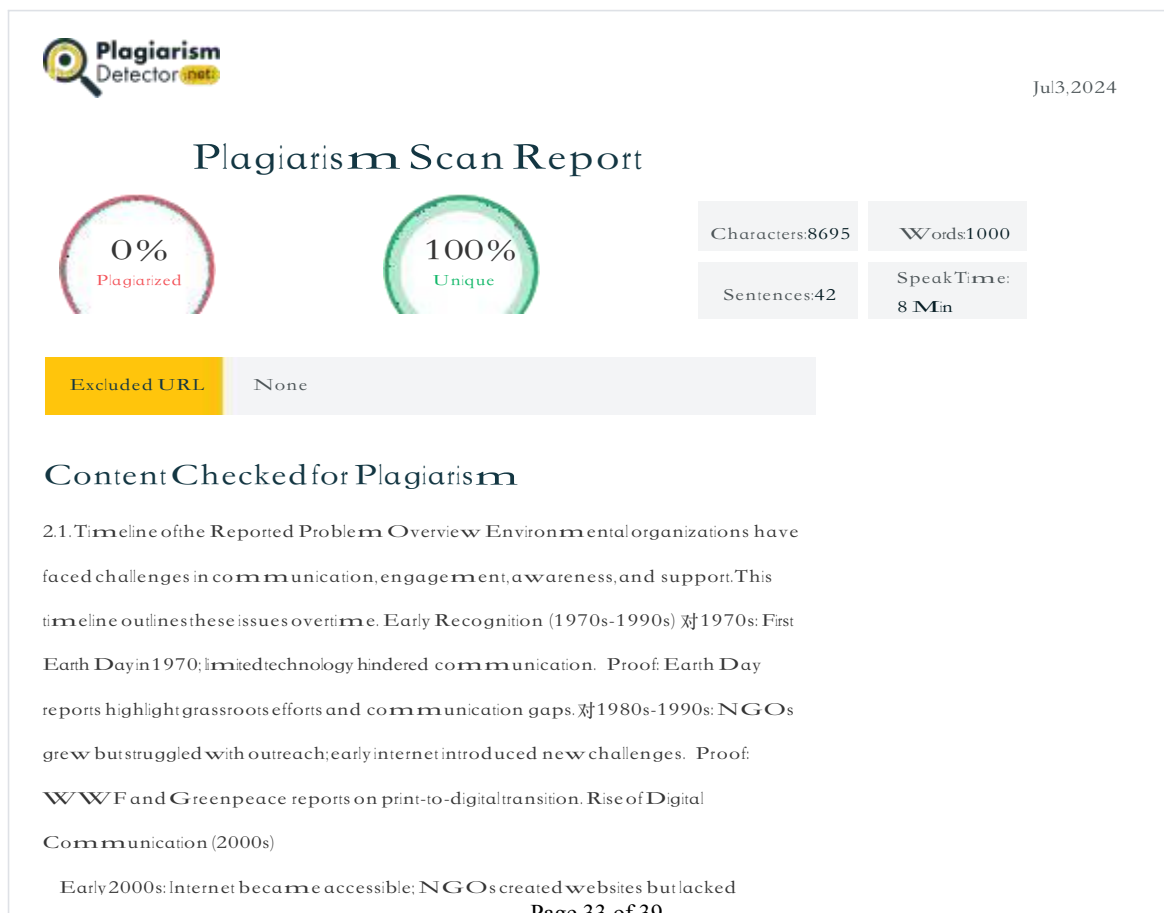 Plagiarism
Detector.net
Jul3,2024
Plagiarism Scan Report
0%
Plagiarized
100%
Unique
Characters:8695
Words:1000
Sentences:42
Speak Time:
8 Min
Excluded URL
None
Content Checked for Plagiarism
2.1. Timeline of the Reported Problem Overview Environmental organizations have
faced challenges in communication, engagement, awareness, and support. This
timeline outlines these issues over time. Early Recognition (1970s-1990s) 对1970s: First
Earth Day in 1970; limited technology hindered communication. Proof: Earth Day
reports highlight grassroots efforts and communication gaps. 对1980s-1990s: NGOs
grew but struggled with outreach; early internet introduced new challenges. Proof:
WWF and Greenpeace reports on print-to-digital transition. Rise of Digital
Communication (2000s)
Early 2000s: Internet became accessible; NGOs created websites but lacked
Page 33 of 39